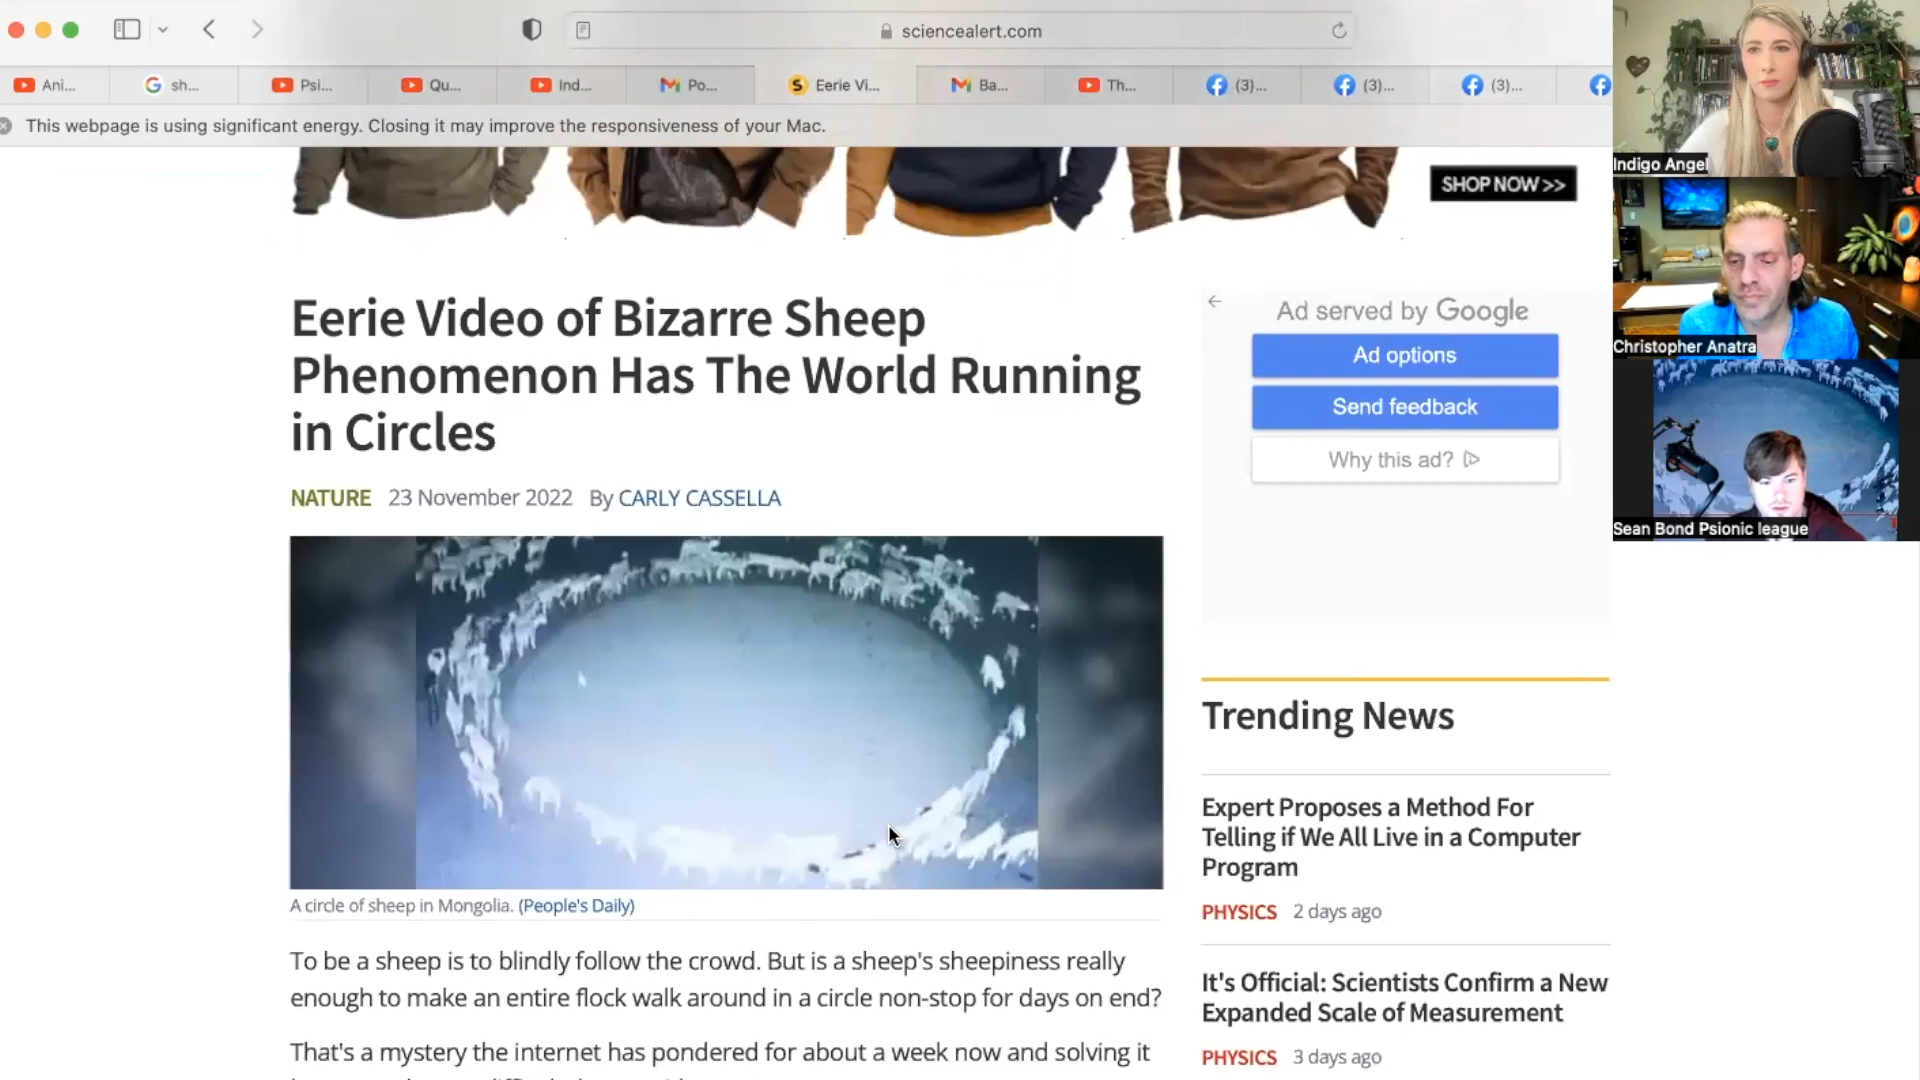 sciencealert.com
Ani...
sh...
Psi...
Qu...
Ind...
Po...
Eerie Vi...
Ba...
Th...
(3)...
(3)...
(3)...
This webpage is using significant energy. Closing it may improve the responsiveness of your Mac.
SHOP NOW >>
Indigo Angel
Christopher Anatra
Sean Bond Psionic league
Eerie Video of Bizarre Sheep
Phenomenon Has The World Running
in Circles
NATURE 23 November 2022 By CARLY CASSELLA
A circle of sheep in Mongolia. (People's Daily)
To be a sheep is to blindly follow the crowd. But is a sheep's sheepiness really
enough to make an entire flock walk around in a circle non-stop for days on end?
That's a mystery the internet has pondered for about a week now and solving it
Ad served by Google
Ad options
Send feedback
Why this ad?
Trending News
Expert Proposes a Method For
Telling if We All Live in a Computer
Program
PHYSICS 2 days ago
It's Official: Scientists Confirm a New
Expanded Scale of Measurement
PHYSICS 3 days ago